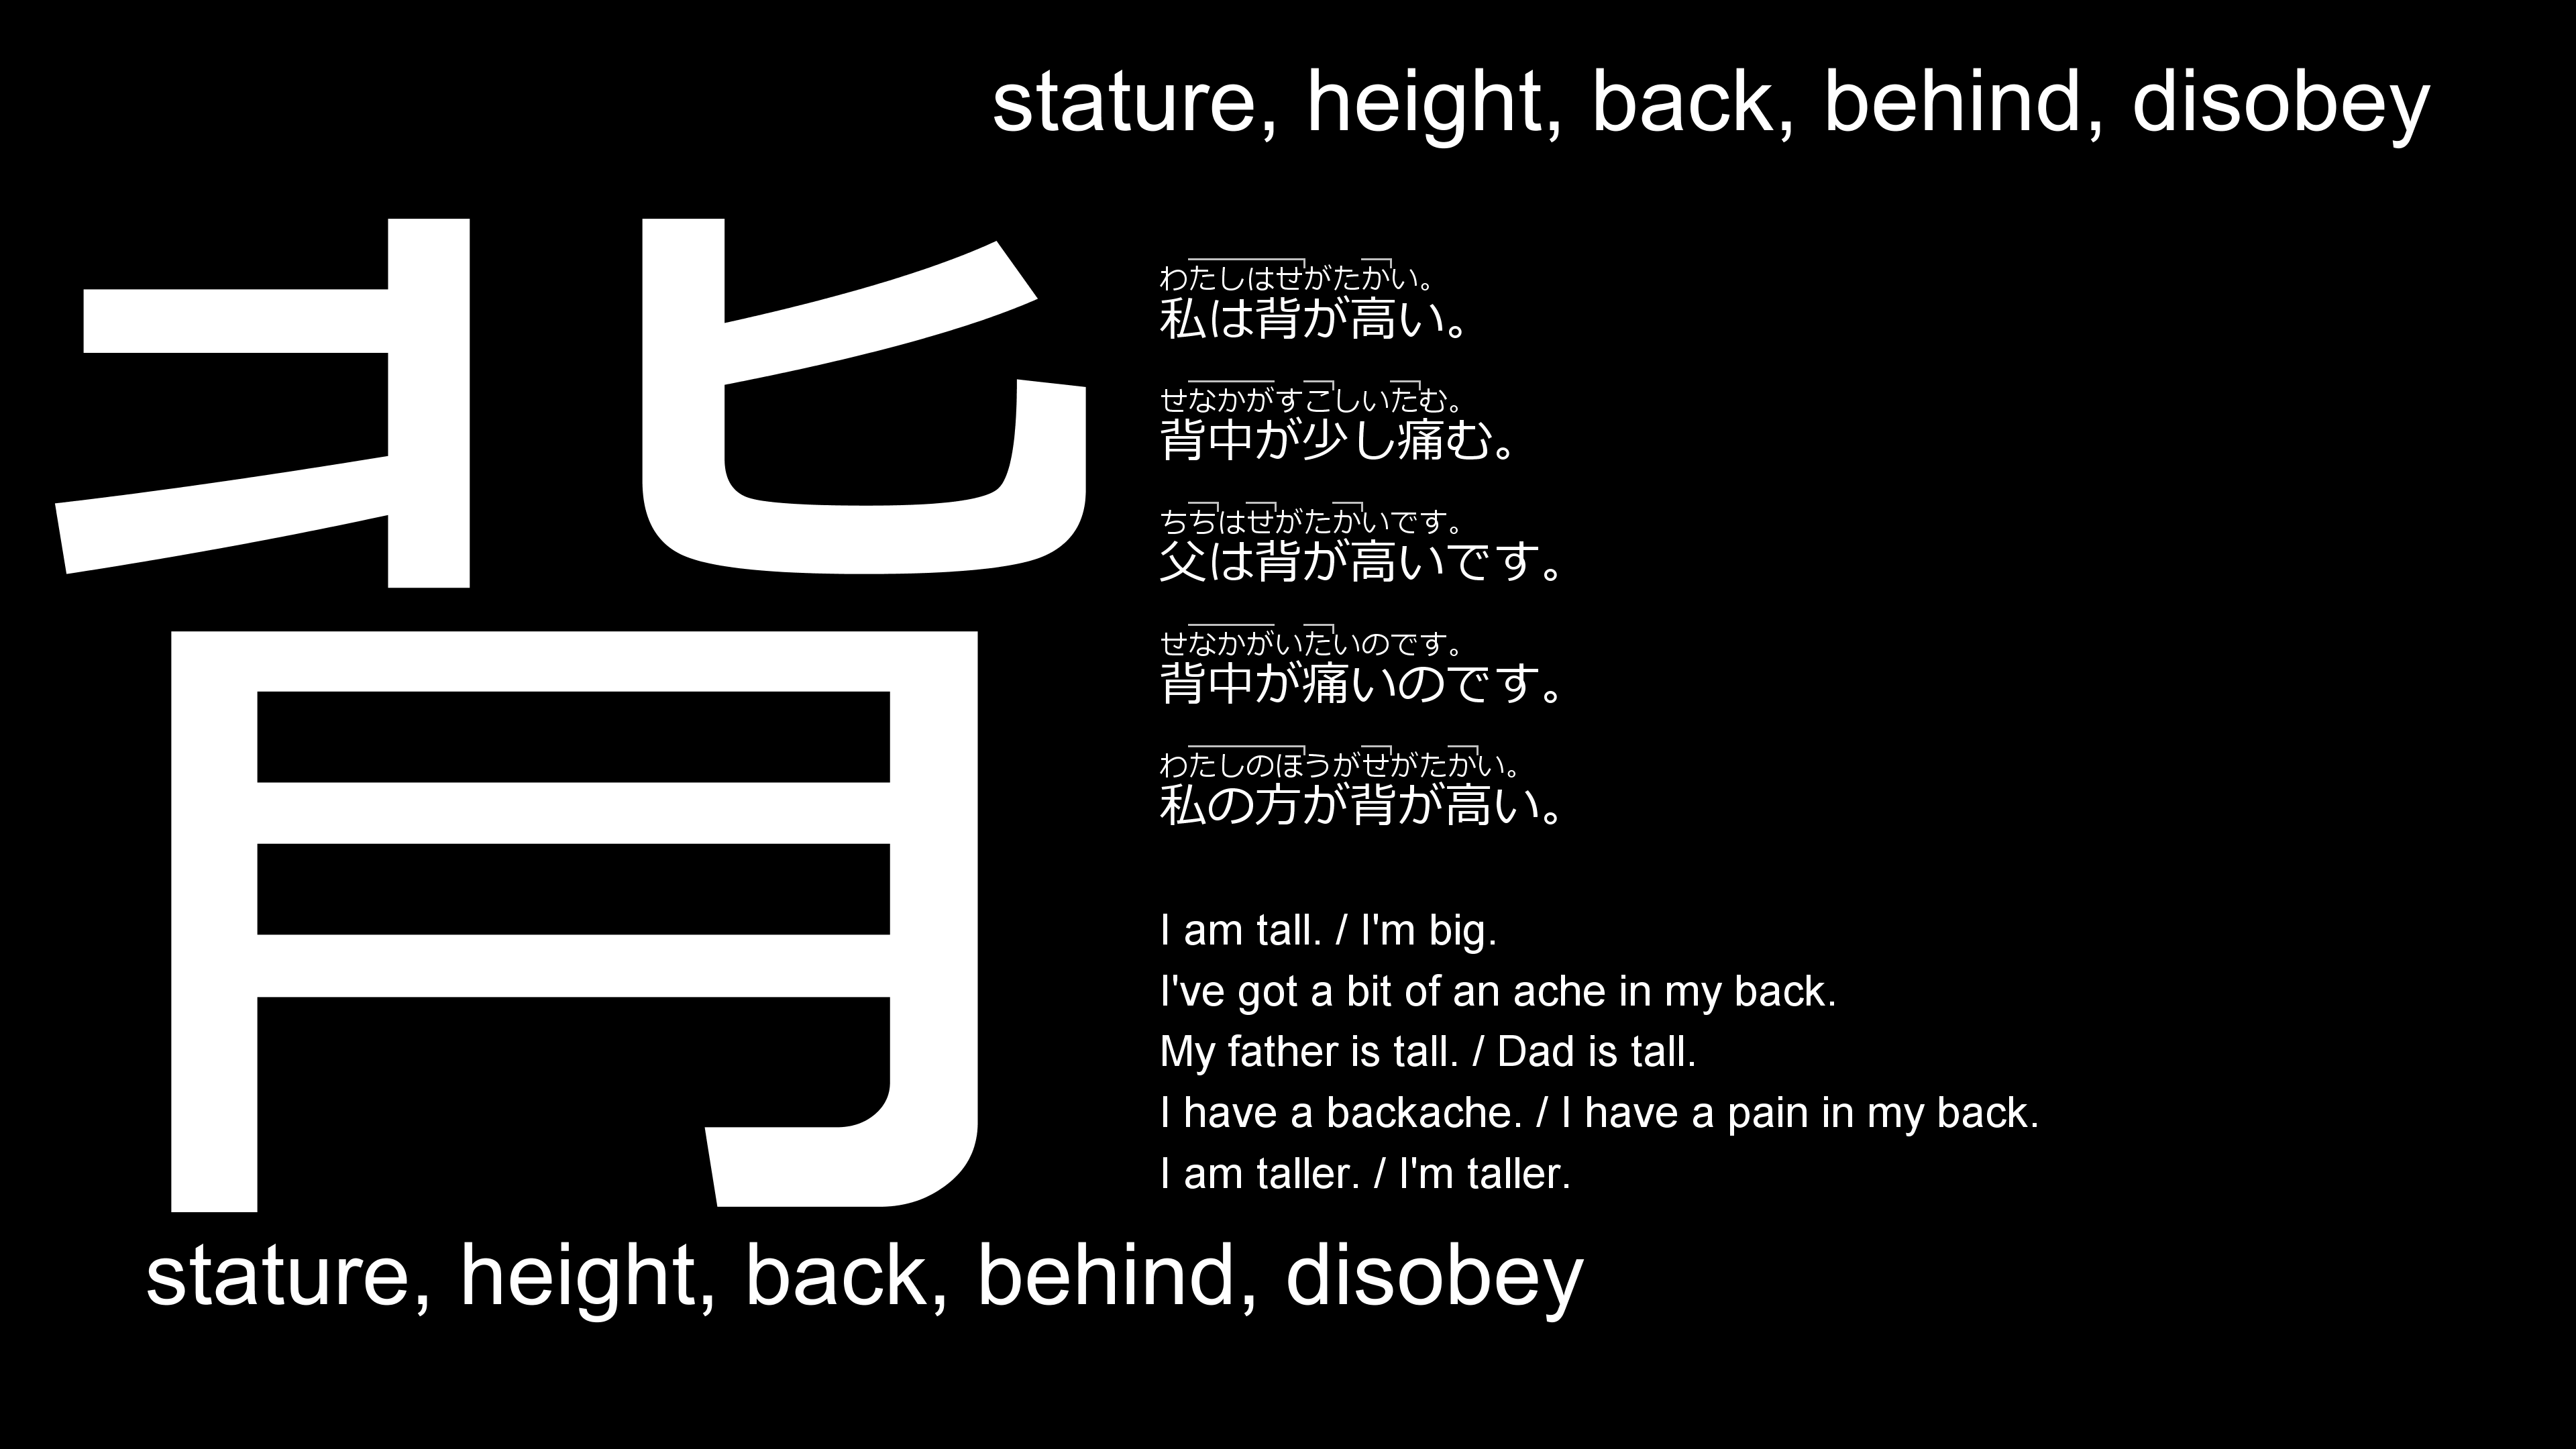 stature, height, back, behind, disobey
背
わたしはせがたかい。
私は背が高い。
せなかがすこしいたむ。
背中が少し痛む。
ちちはせがたかいです。
父は背が高いです。
せなかがいたいのです。
背中が痛いのです。
わたしのほうがせがたかい。
私の方が背が高い。
I am tall. / I'm big.
I've got a bit of an ache in my back.
My father is tall. / Dad is tall.
I have a backache. / I have a pain in my back.
I am taller. / I'm taller.
stature, height, back, behind, disobey